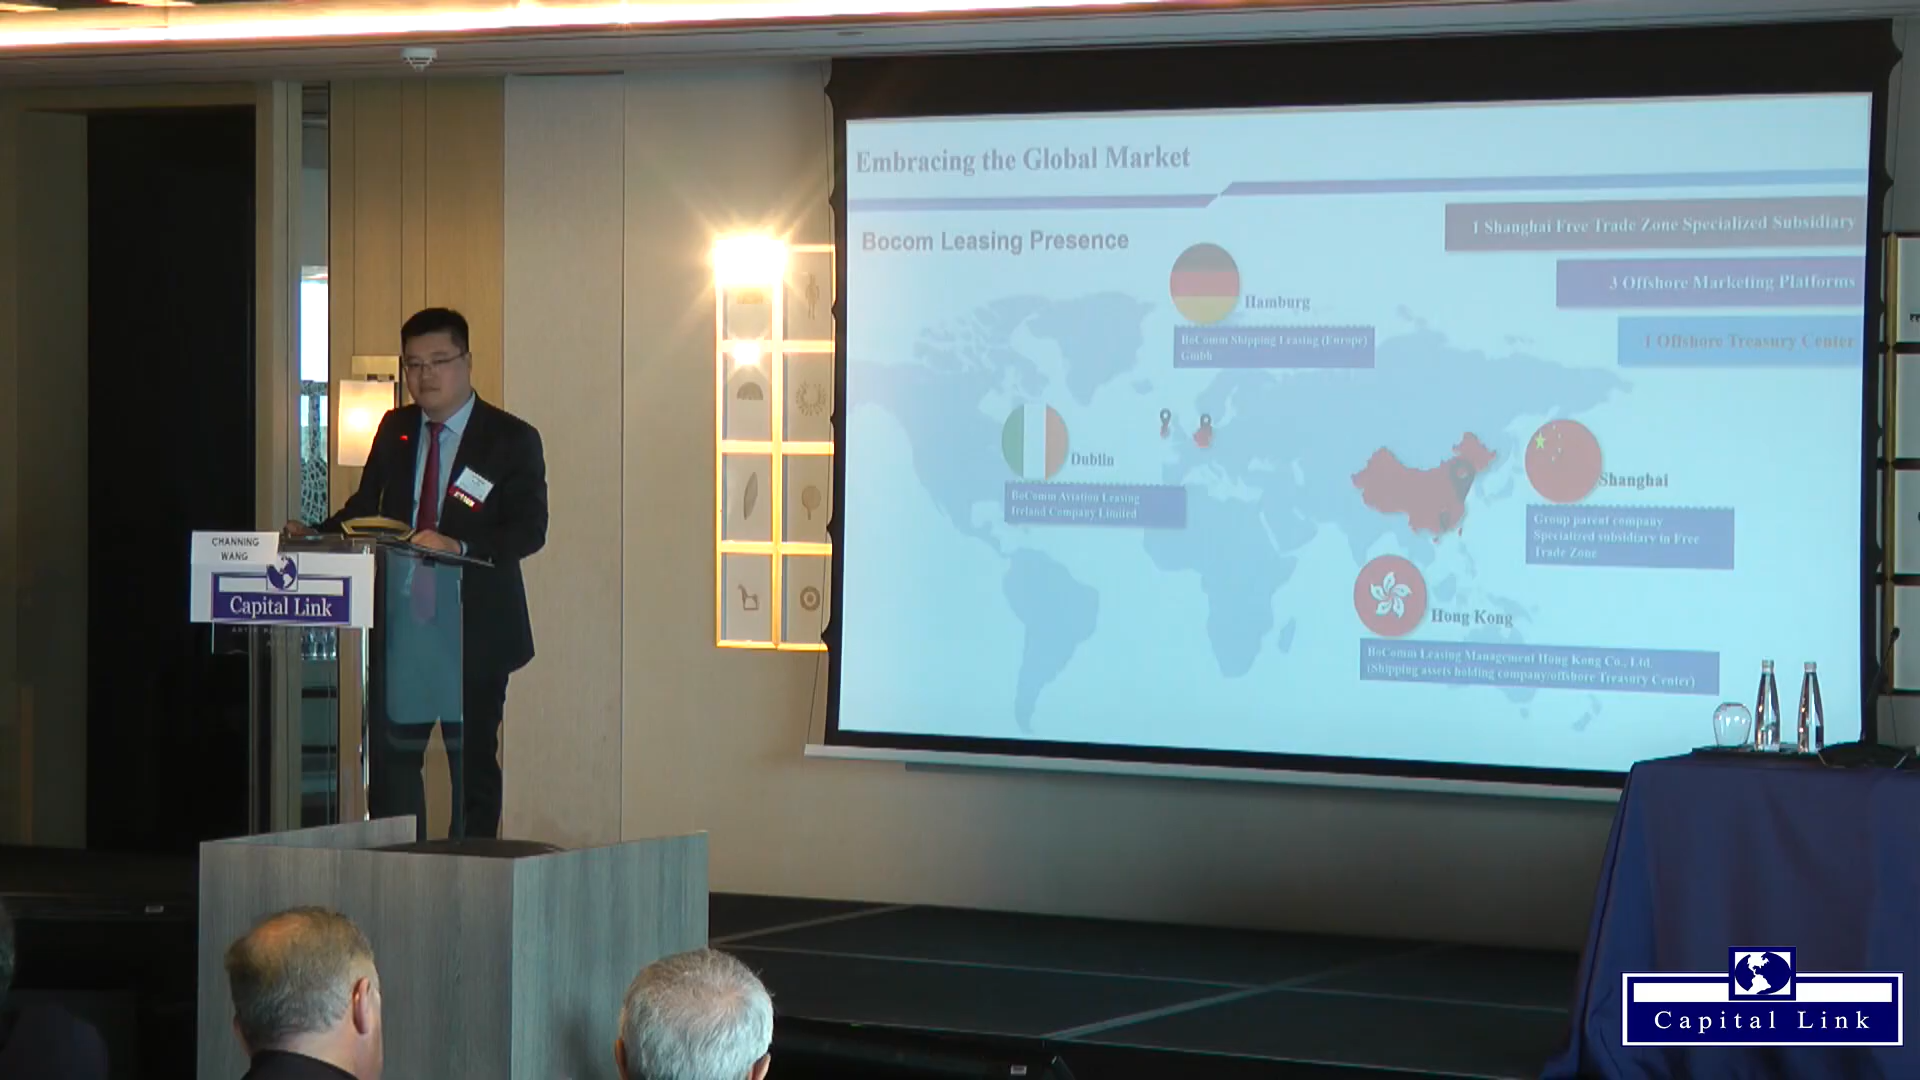 Embracing the Global Market
Bocom Leasing Presence
1 Shanghai Free Trade Zone Specialized Subsidiary
3 Offshore Marketing Platforms
1 Offshore Treasury Center
Hamburg
BoComm Shipping Leasing (Europe)
Gmbh
Dublin
BoComm Aviation Leasing
Ireland Company Limited
Shanghai
Group parent company
Specialized subsidiary in Free
Trade Zone
Hong Kong
BoComm Leasing Management Hong Kong Co., Ltd.
(Shipping assets holding company/offshore Treasury Center)
CHANNING
WANG
Capital Link
Capital Link